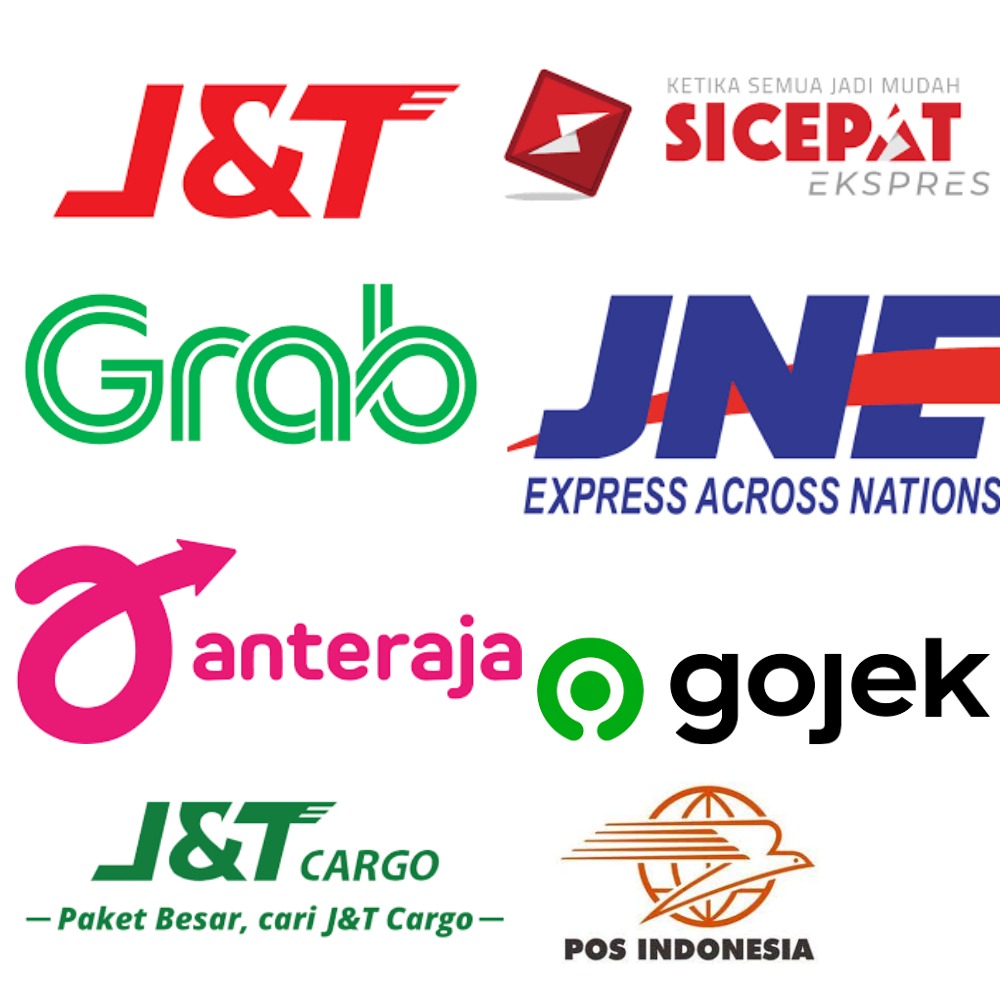 J&T
KETIKA SEMUA JADI MUDAH
SICEPAT
EKSPRES
Grab
JNE
EXPRESS ACROSS NATIONS
anteraja
gojek
J&T CARGO
Paket Besar, cari J&T Cargo
POS INDONESIA